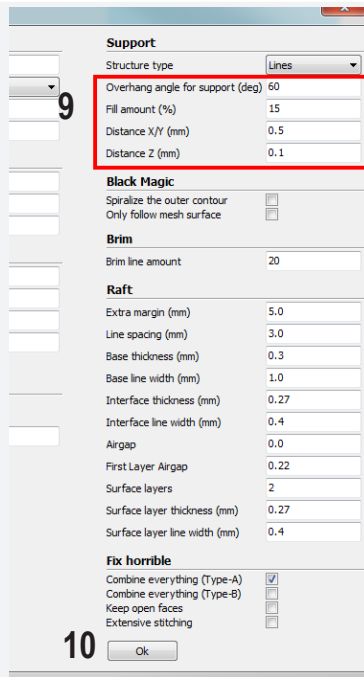 Support
Structure type Lines
9
Overhang angle for support (deg) 60
Fill amount (%) 15
Distance X/Y (mm) 0.5
Distance Z (mm) 0.1
Black Magic
Spiralize the outer contour
Only follow mesh surface
Brim
Brim line amount 20
Raft
Extra margin (mm) 5.0
Line spacing (mm) 3.0
Base thickness (mm) 0.3
Base line width (mm) 1.0
Interface thickness (mm) 0.27
Interface line width (mm) 0.4
Airgap 0.0
First Layer Airgap 0.22
Surface layers 2
Surface layer thickness (mm) 0.27
Surface layer line width (mm) 0.4
Fix horrible
Combine everything (Type-A)
Combine everything (Type-B)
Keep open faces
Extensive stitching
10 Ok